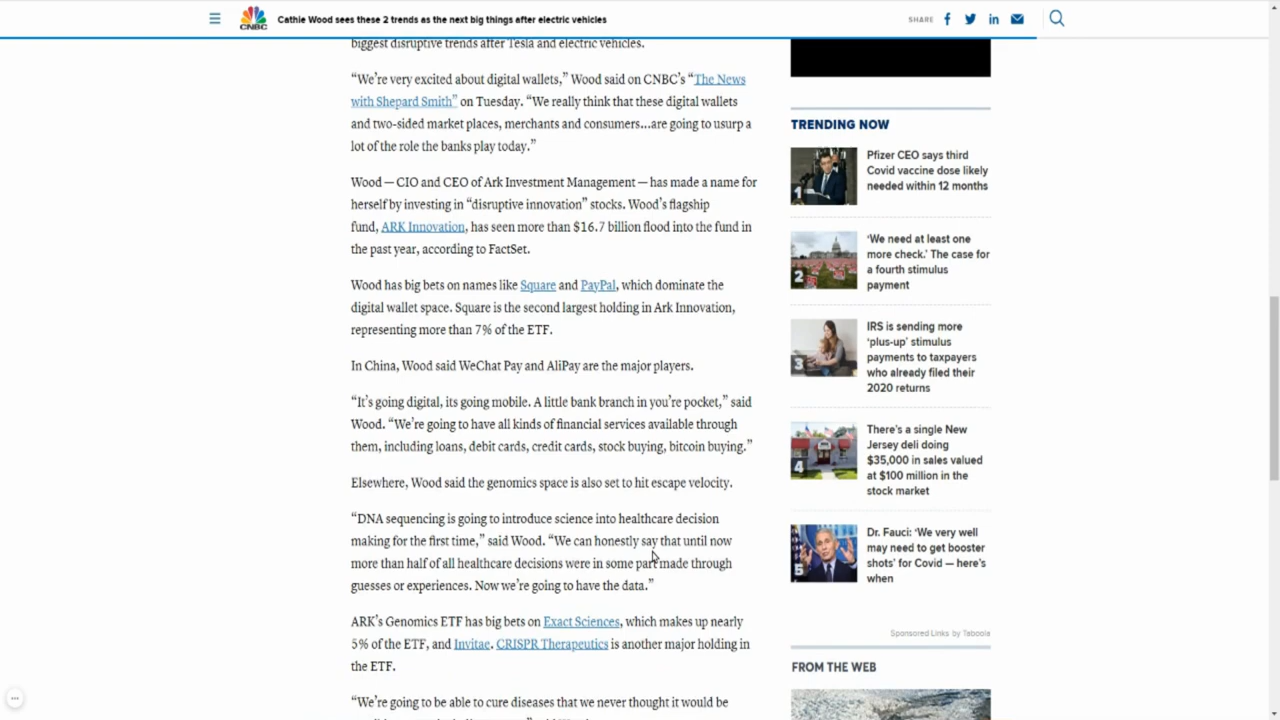 CNBC
Cathie Wood sees these 2 trends as the next big things after electric vehicles
SHARE
biggest disruptive trends after Tesla and electric vehicles.
“We’re very excited about digital wallets,” Wood said on CNBC’s “The News
with Shepard Smith” on Tuesday. “We really think that these digital wallets
and two-sided market places, merchants and consumers...are going to usurp a
lot of the role the banks play today.”
Wood — CIO and CEO of Ark Investment Management — has made a name for
herself by investing in “disruptive innovation” stocks. Wood’s flagship
fund, ARK Innovation, has seen more than $16.7 billion flood into the fund in
the past year, according to FactSet.
Wood has big bets on names like Square and PayPal, which dominate the
digital wallet space. Square is the second largest holding in Ark Innovation,
representing more than 7% of the ETF.
In China, Wood said WeChat Pay and AliPay are the major players.
“It’s going digital, its going mobile. A little bank branch in you’re pocket,” said
Wood. “We’re going to have all kinds of financial services available through
them, including loans, debit cards, credit cards, stock buying, bitcoin buying.”
Elsewhere, Wood said the genomics space is also set to hit escape velocity.
“DNA sequencing is going to introduce science into healthcare decision
making for the first time,” said Wood. “We can honestly say that until now
more than half of all healthcare decisions were in some part made through
guesses or experiences. Now we’re going to have the data.”
ARK’s Genomics ETF has big bets on Exact Sciences, which makes up nearly
5% of the ETF, and Invitae. CRISPR Therapeutics is another major holding in
the ETF.
“We’re going to be able to cure diseases that we never thought it would be
TRENDING NOW
1
Pfizer CEO says third
Covid vaccine dose likely
needed within 12 months
2
‘We need at least one
more check.’ The case for
a fourth stimulus
payment
3
IRS is sending more
‘plus-up’ stimulus
payments to taxpayers
who already filed their
2020 returns
4
There’s a single New
Jersey deli doing
$35,000 in sales valued
at $100 million in the
stock market
5
Dr. Fauci: ‘We very well
may need to get booster
shots’ for Covid — here’s
when
Sponsored Links by Taboola
FROM THE WEB